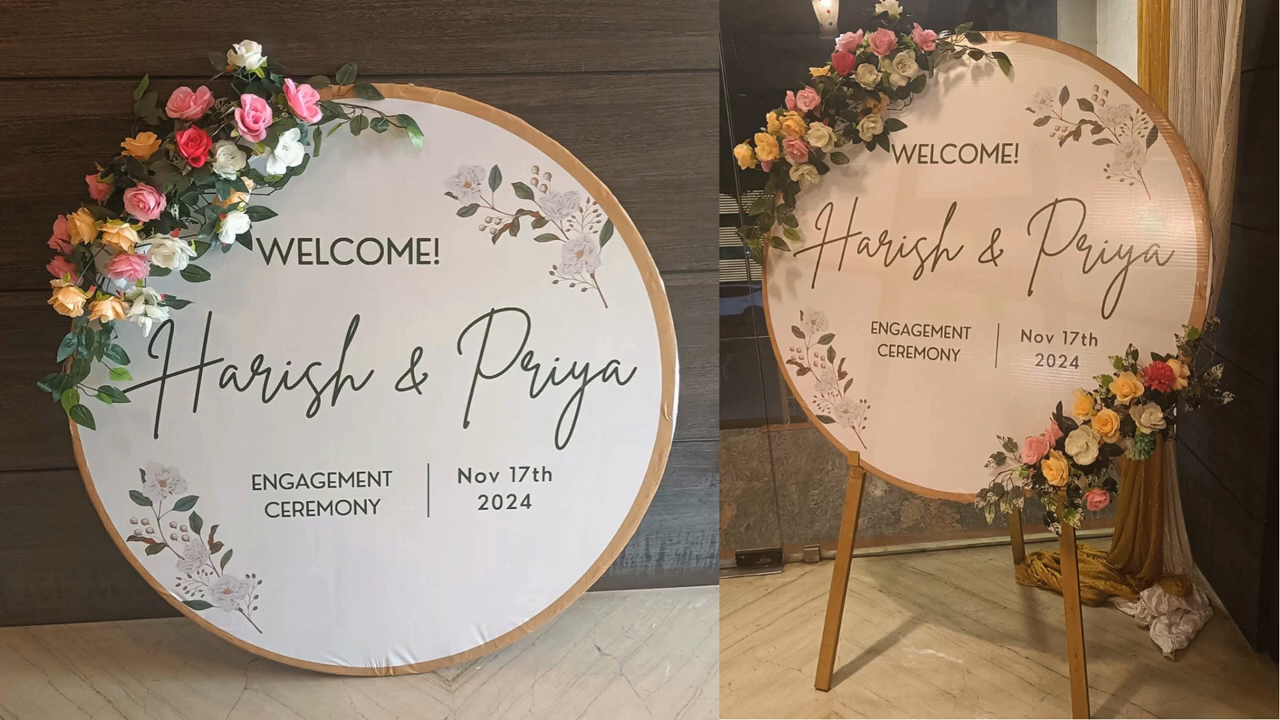 WELCOME!
Harish & Priya
ENGAGEMENT
CEREMONY
Nov 17th
2024
WELCOME!
Harish & Priya
ENGAGEMENT
CEREMONY
Nov 17th
2024